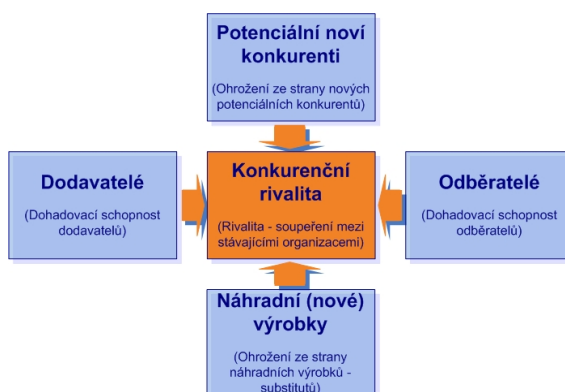 Potenciální noví
konkurenti
(Ohrožení ze strany nových
potenciálních konkurentů)
Dodavatelé
(Dohadovací schopnost
dodavatelů)
Konkurenční
rivalita
(Rivalita - soupeření mezi
stávajícími organizacemi)
Odběratelé
(Dohadovací schopnost
odběratelů)
Náhradní (nové)
výrobky
(Ohrožení ze strany
náhradních výrobků -
substitutů)